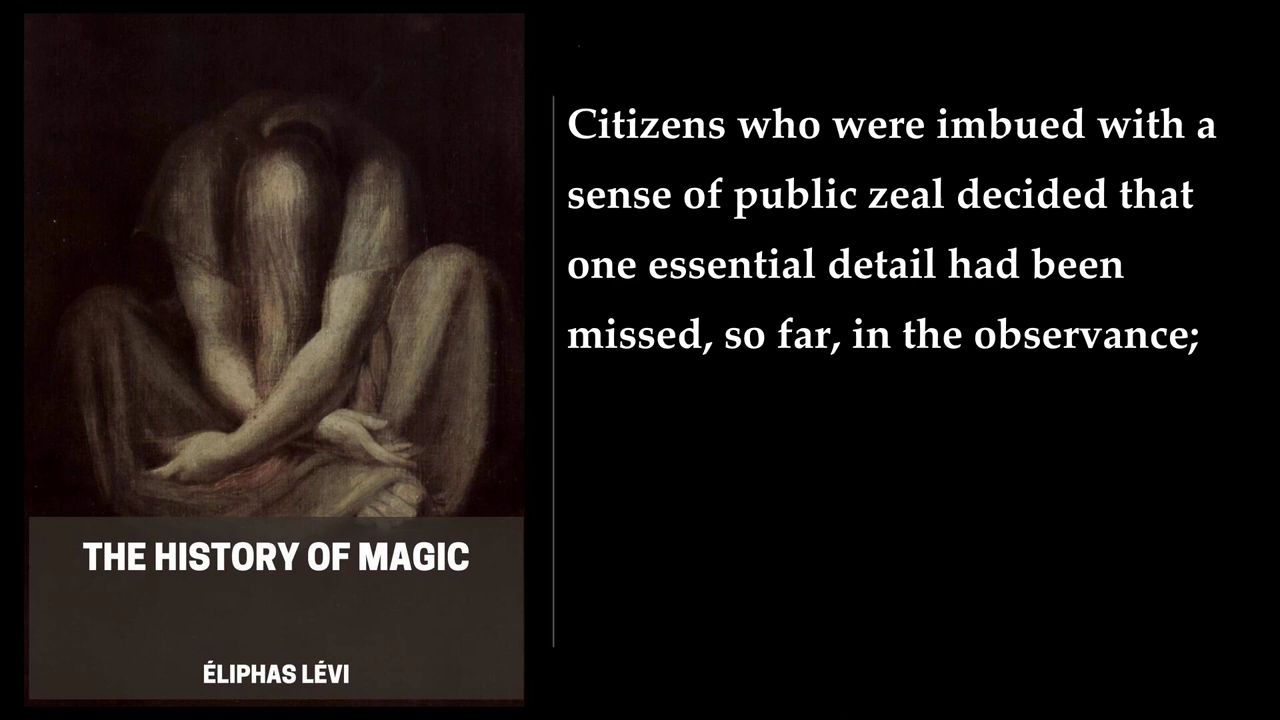 THE HISTORY OF MAGIC
ÉLIPHAS LÉVI
Citizens who were imbued with a
sense of public zeal decided that
one essential detail had been
missed, so far, in the observance;